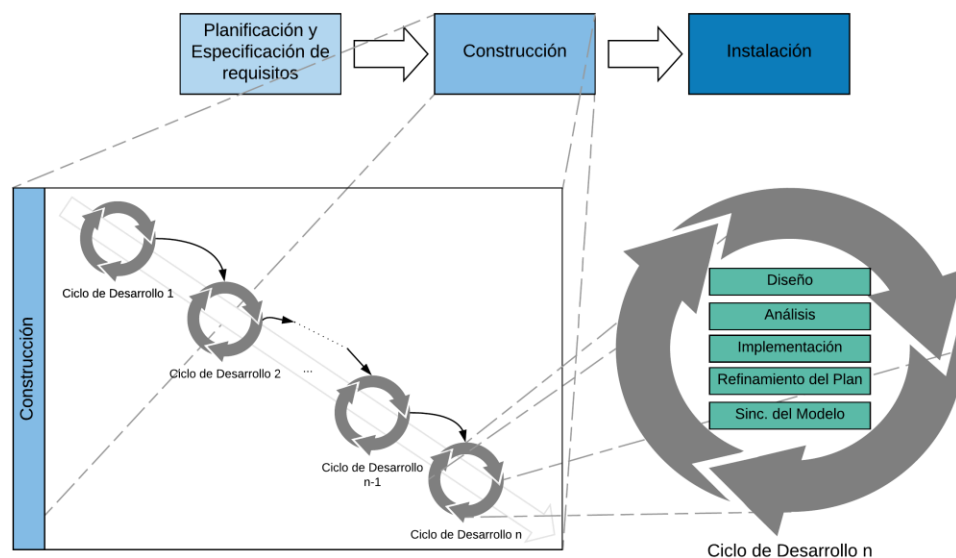 Planificación y
Especificación de
requisitos
Construcción
Instalación
Construcción
Ciclo de Desarrollo 1
Ciclo de Desarrollo 2
...
Ciclo de Desarrollo
n-1
Ciclo de Desarrollo n
Diseño
Análisis
Implementación
Refinamiento del Plan
Sinc. del Modelo
Ciclo de Desarrollo n